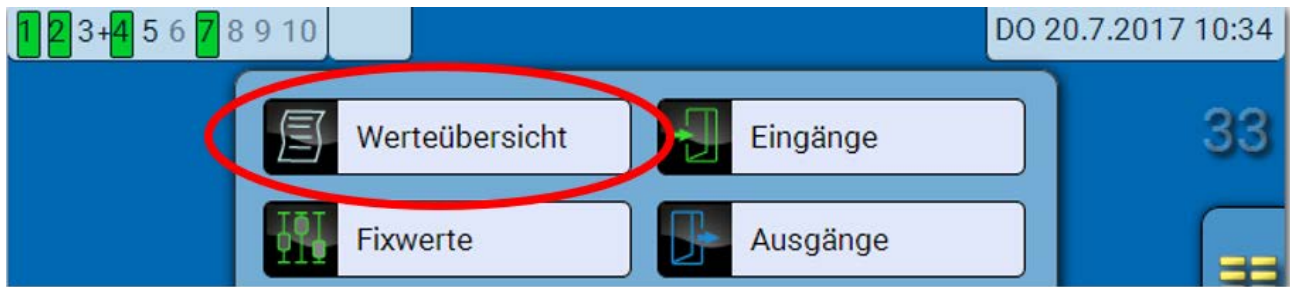 1 2 3+4 5 6 7 8 9 10
DO 20.7.2017 10:34
Werteübersicht
Eingänge
33
Fixwerte
Ausgänge